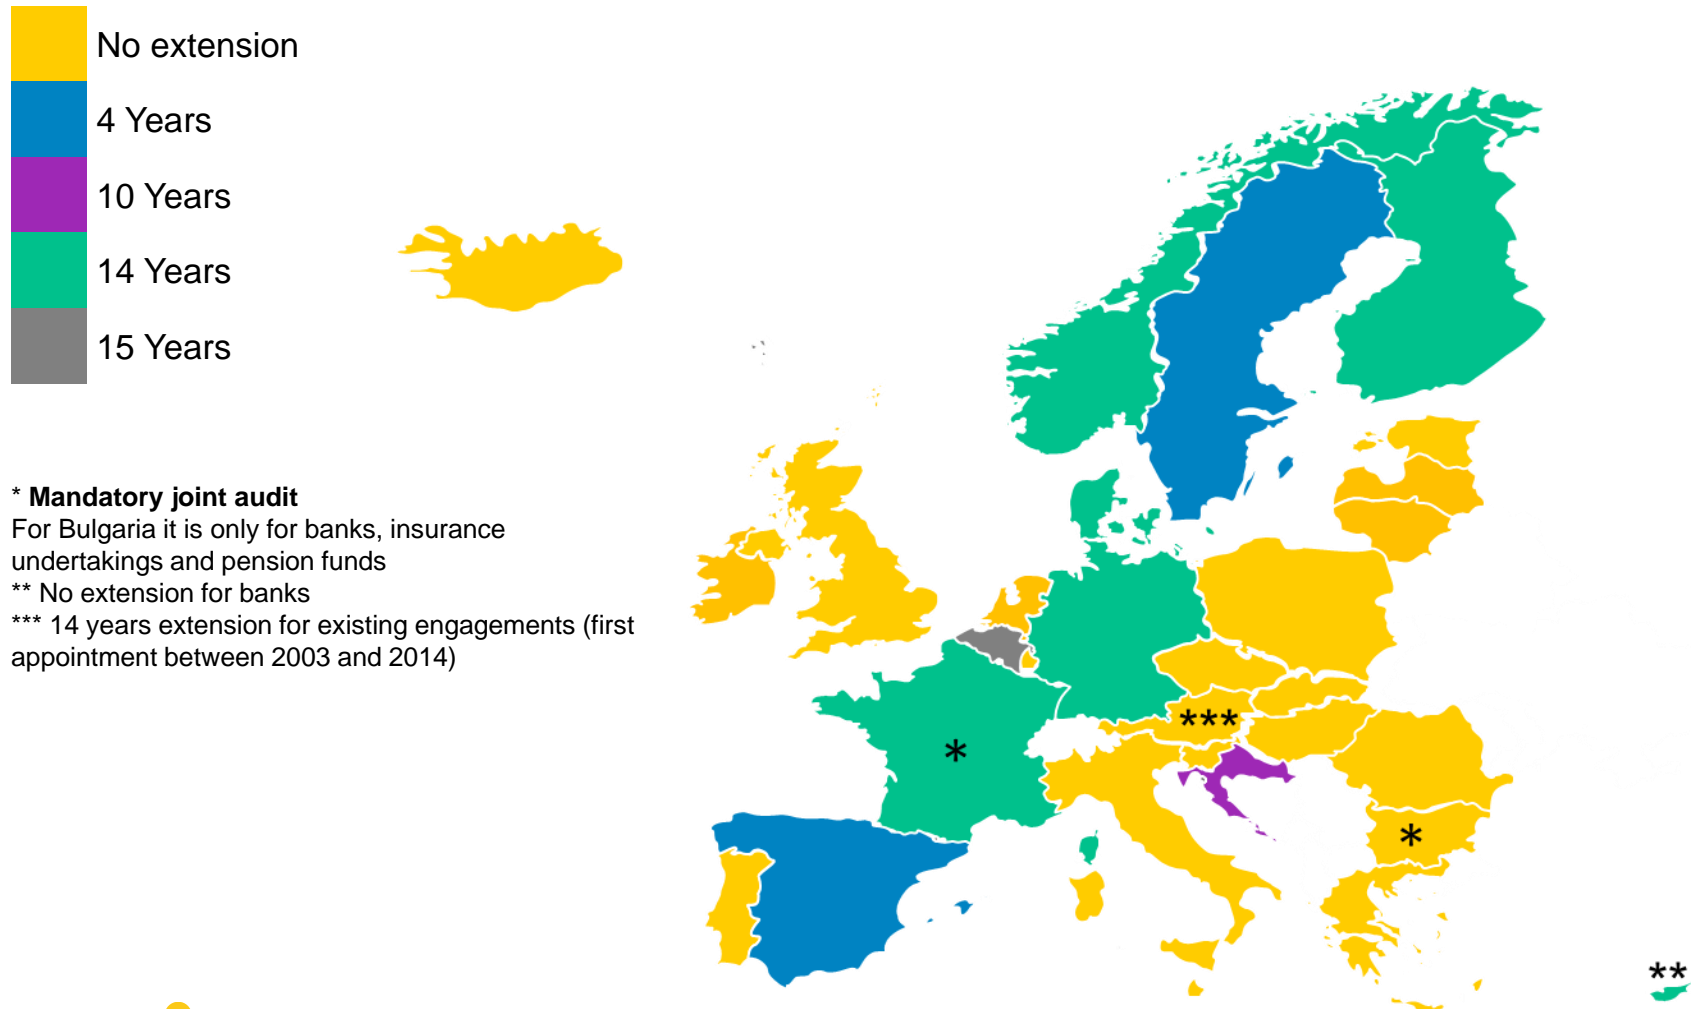 No extension
4 Years
10 Years
14 Years
15 Years
* Mandatory joint audit
For Bulgaria it is only for banks, insurance
undertakings and pension funds
** No extension for banks
*** 14 years extension for existing engagements (first
appointment between 2003 and 2014)
***
*
*
**